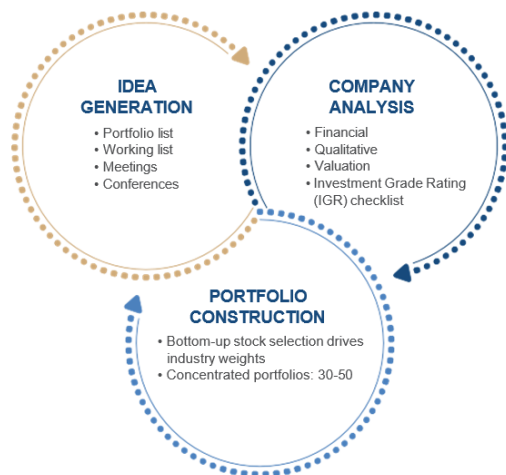 IDEA
GENERATION
• Portfolio list
• Working list
• Meetings
• Conferences
COMPANY
ANALYSIS
• Financial
• Qualitative
• Valuation
• Investment Grade Rating
(IGR) checklist
PORTFOLIO
CONSTRUCTION
• Bottom-up stock selection drives
industry weights
• Concentrated portfolios: 30-50